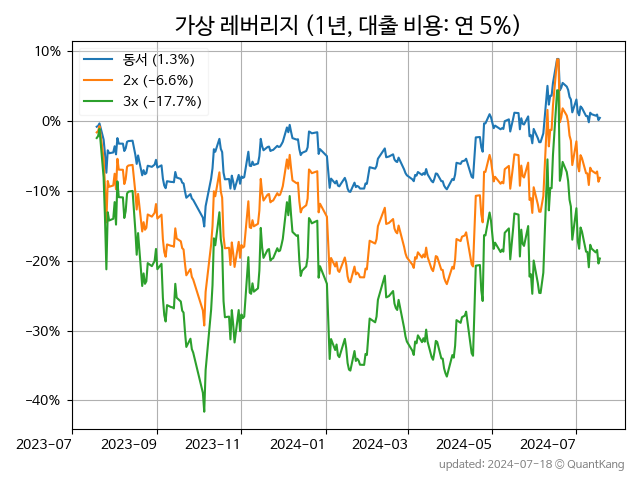 가상 레버리지 (1년, 대출 비용: 연 5%)
동서 (1.3%)
2x (−6.6%)
3x (−17.7%)
10%
0%
−10%
−20%
−30%
−40%
2023-07 2023-09 2023-11 2024-01 2024-03 2024-05 2024-07
updated: 2024-07-18 © QuantKang